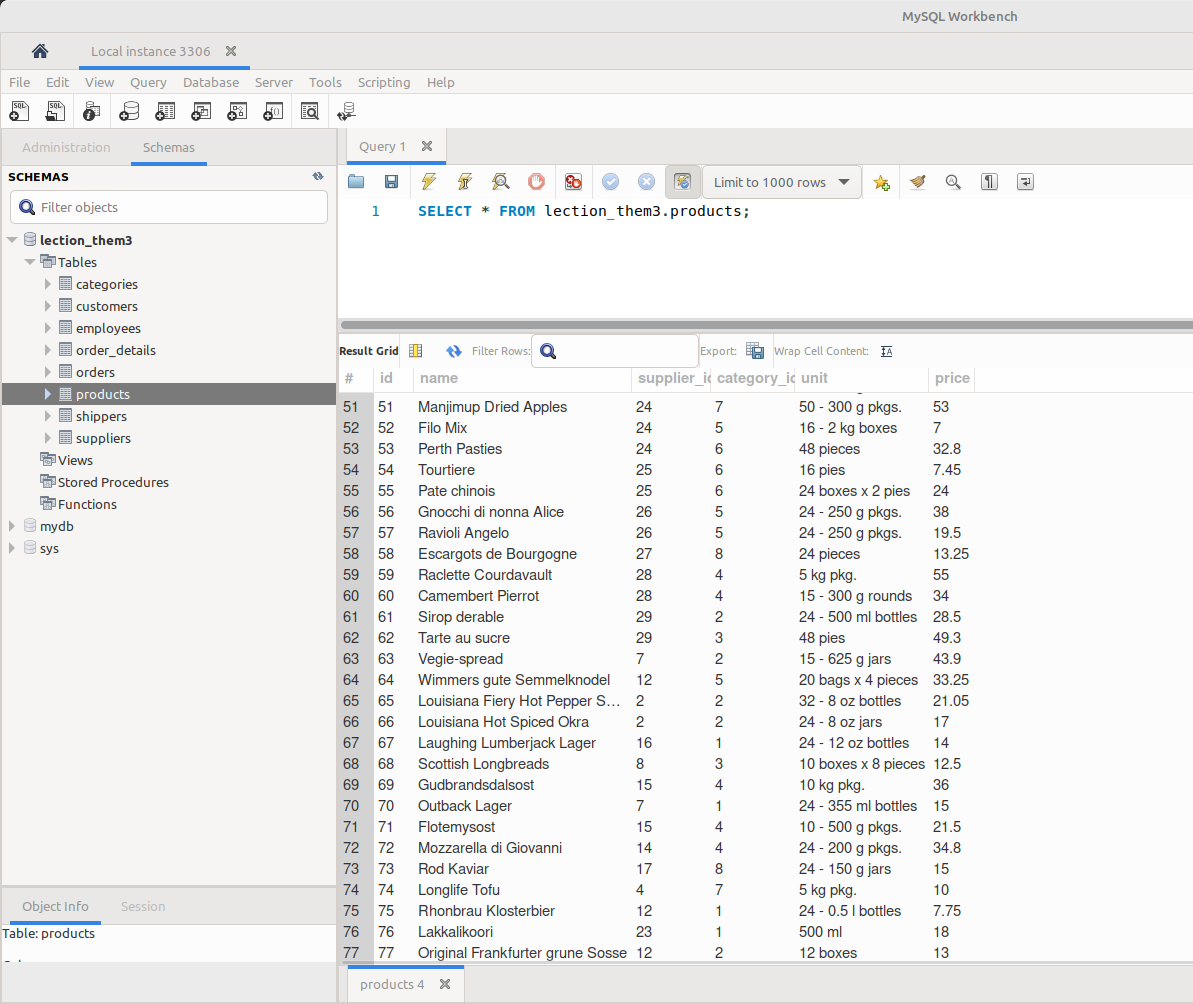 MySQL Workbench
Local instance 3306
File Edit View Query Database Server Tools Scripting Help
Administration Schemas
SCHEMAS
Filter objects
lection_them3
Tables
categories
customers
employees
order_details
orders
products
shippers
suppliers
Views
Stored Procedures
Functions
mydb
sys
Object Info Session
Table: products
Query 1
Limit to 1000 rows
1 SELECT * FROM lection_them3.products;
Result Grid Filter Rows: Export: Wrap Cell Content:
# id name supplier_id category_id unit price
51 51 Manjimup Dried Apples 24 7 50 - 300 g pkgs. 53
52 52 Filo Mix 24 5 16 - 2 kg boxes 7
53 53 Perth Pasties 24 6 48 pieces 32.8
54 54 Tourtiere 25 6 16 pies 7.45
55 55 Pate chinois 25 6 24 boxes x 2 pies 24
56 56 Gnocchi di nonna Alice 26 5 24 - 250 g pkgs. 38
57 57 Ravioli Angelo 26 5 24 - 250 g pkgs. 19.5
58 58 Escargots de Bourgogne 27 8 24 pieces 13.25
59 59 Raclette Courdavault 28 4 5 kg pkg. 55
60 60 Camembert Pierrot 28 4 15 - 300 g rounds 34
61 61 Sirop derable 29 2 24 - 500 ml bottles 28.5
62 62 Tarte au sucre 29 3 48 pies 49.3
63 63 Vegie-spread 7 2 15 - 625 g jars 43.9
64 64 Wimmers gute Semmelknodel 12 5 20 bags x 4 pieces 33.25
65 65 Louisiana Fiery Hot Pepper S... 2 2 32 - 8 oz bottles 21.05
66 66 Louisiana Hot Spiced Okra 2 2 24 - 8 oz jars 17
67 67 Laughing Lumberjack Lager 16 1 24 - 12 oz bottles 14
68 68 Scottish Longbreads 8 3 10 boxes x 8 pieces 12.5
69 69 Gudbrandsdalsost 15 4 10 kg pkg. 36
70 70 Outback Lager 7 1 24 - 355 ml bottles 15
71 71 Flotemysost 15 4 10 - 500 g pkgs. 21.5
72 72 Mozzarella di Giovanni 14 4 24 - 200 g pkgs. 34.8
73 73 Rod Kaviar 17 8 24 - 150 g jars 15
74 74 Longlife Tofu 4 7 5 kg pkg. 10
75 75 Rhonbrau Klosterbier 12 1 24 - 0.5 l bottles 7.75
76 76 Lakkalikoori 23 1 500 ml 18
77 77 Original Frankfurter grune Sosse 12 2 12 boxes 13
products 4